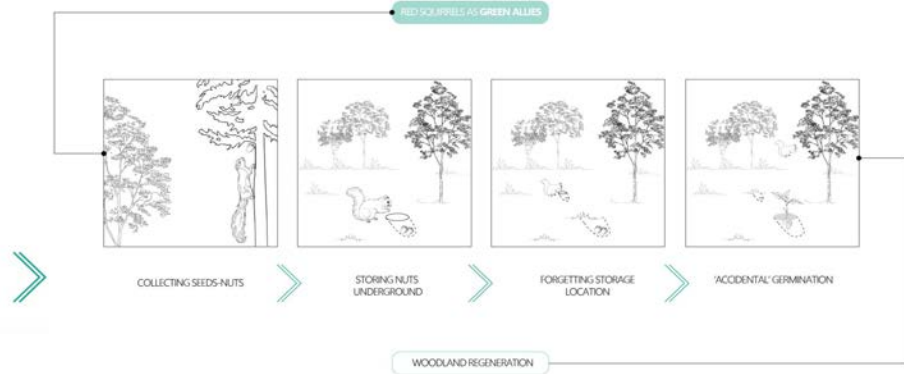 RED SQUIRRELS AS GREEN ALLIES
COLLECTING SEEDS-NUTS
STORING NUTS
UNDERGROUND
FORGETTING STORAGE
LOCATION
'ACCIDENTAL' GERMINATION
WOODLAND REGENERATION